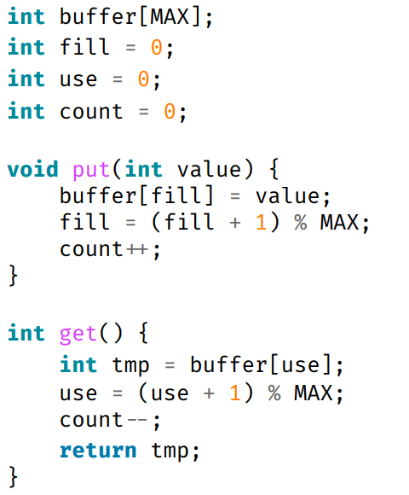 int buffer[MAX];
int fill = 0;
int use = 0;
int count = 0;
void put(int value) {
    buffer[fill] = value;
    fill = (fill + 1) % MAX;
    count++;
}
int get() {
    int tmp = buffer[use];
    use = (use + 1) % MAX;
    count--;
    return tmp;
}